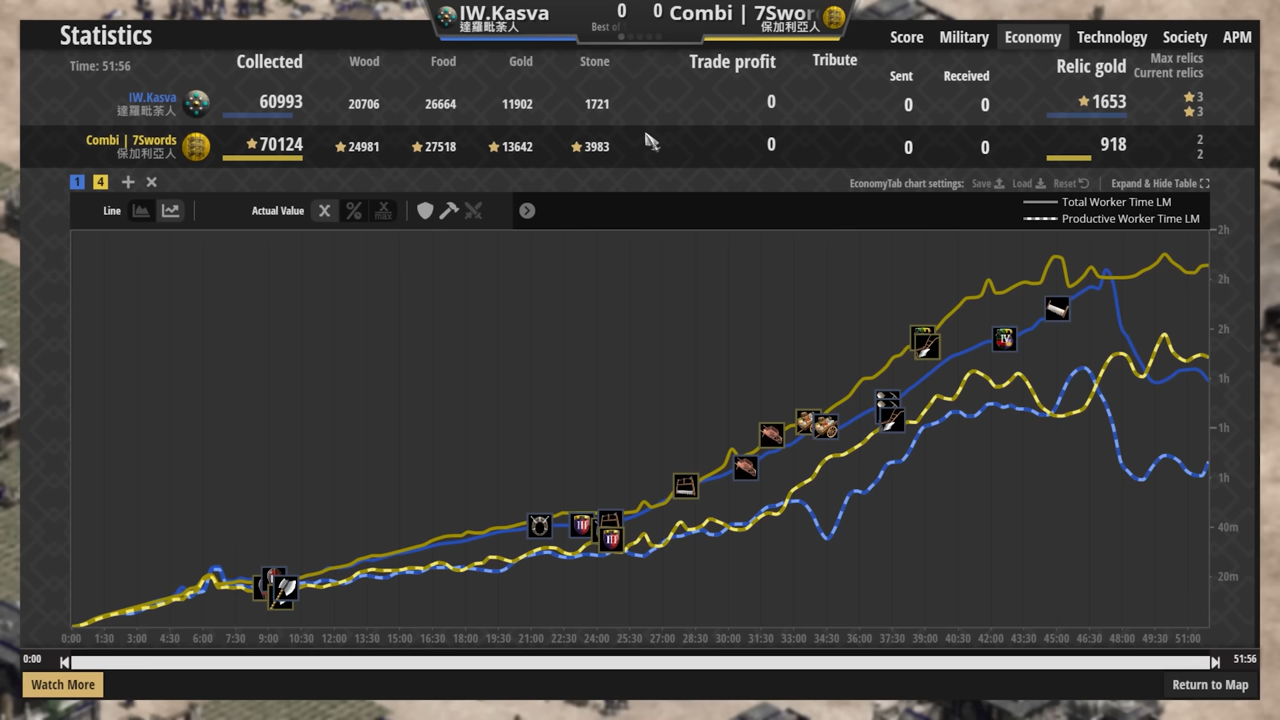 IW.Kasva 0 0 Combi | 7Swor
達羅毗荼人 Best of 保加利亞人
Statistics
Score Military Economy Technology Society APM
Time: 51:56
Collected Wood Food Gold Stone Trade profit Tribute Sent Received Relic gold Max relics
Current relics
IW.Kasva 60993 20706 26664 11902 1721 0 0 0 1653 3
達羅毗荼人 3
Combi | 7Swords 70124 24981 27518 13642 3983 0 0 0 918 2
保加利亞人 2
1 4 EconomyTab chart settings: Save Load Reset Expand & Hide Table
Line Actual Value X % X max
Total Worker Time LM
Productive Worker Time LM
2h
2h
2h
1h
1h
1h
40m
20m
IV
III
III
0:00 1:30 3:00 4:30 6:00 7:30 9:00 10:30 12:00 13:30 15:00 16:30 18:00 19:30 21:00 22:30 24:00 25:30 27:00 28:30 30:00 31:30 33:00 34:30 36:00 37:30 39:00 40:30 42:00 43:30 45:00 46:30 48:00 49:30 51:00
0:00 51:56
Watch More Return to Map